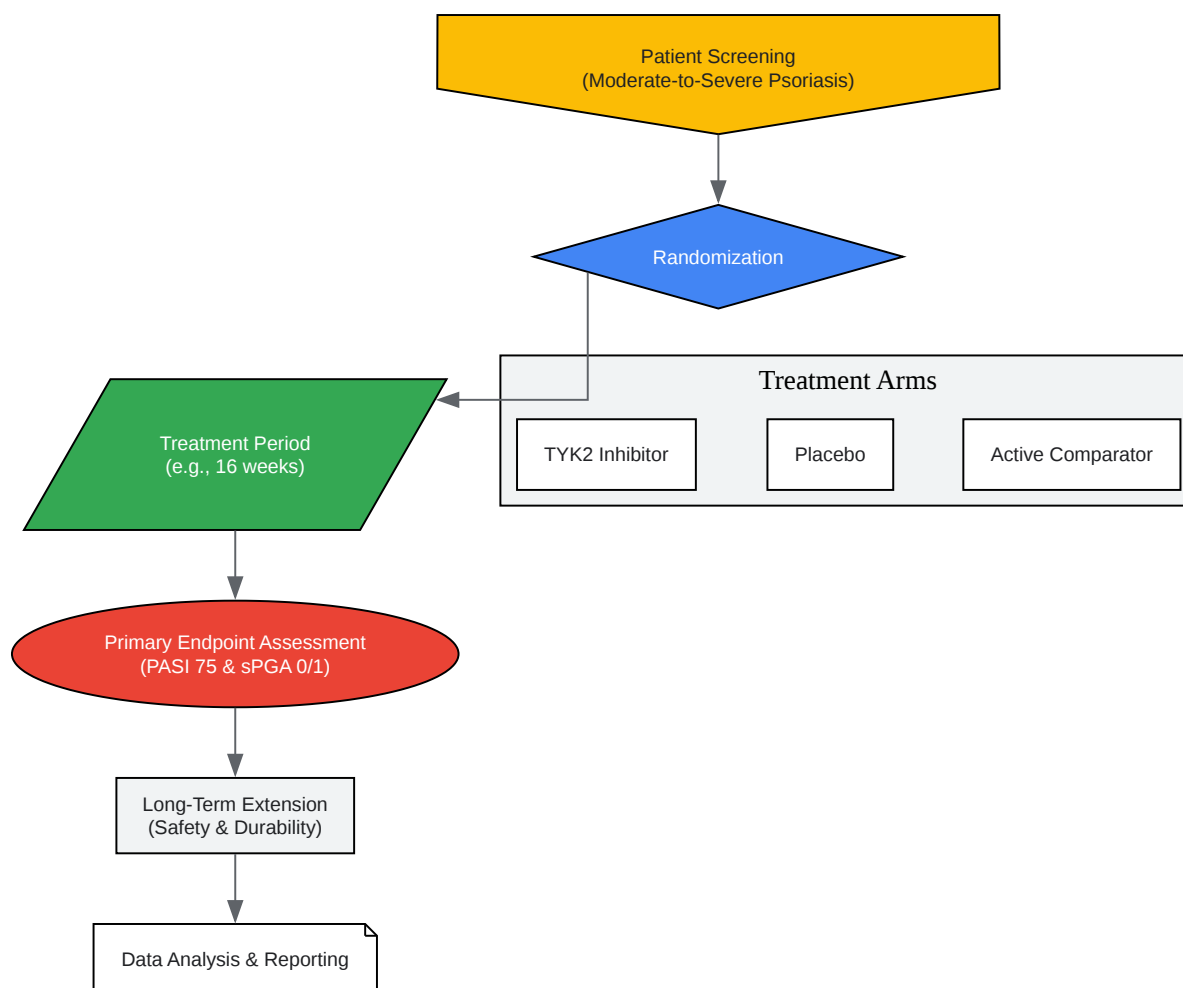 Patient Screening
(Moderate-to-Severe Psoriasis)
Randomization
Treatment Arms
TYK2 Inhibitor
Placebo
Active Comparator
Treatment Period
(e.g., 16 weeks)
Primary Endpoint Assessment
(PASI 75 & sPGA 0/1)
Long-Term Extension
(Safety & Durability)
Data Analysis & Reporting